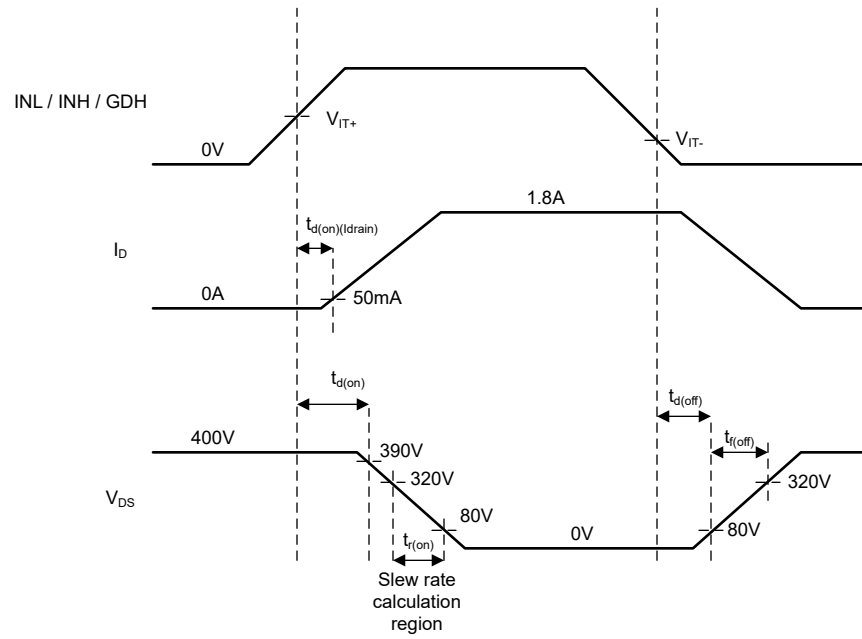 INL / INH / GDH
V_IT+
V_IT-
0V
1.8A
t_d(on)(Idrain)
I_D
0A
50mA
t_d(on)
t_d(off)
400V
390V
t_f(off)
320V
320V
V_DS
80V
0V
80V
t_r(on)
Slew rate
calculation
region